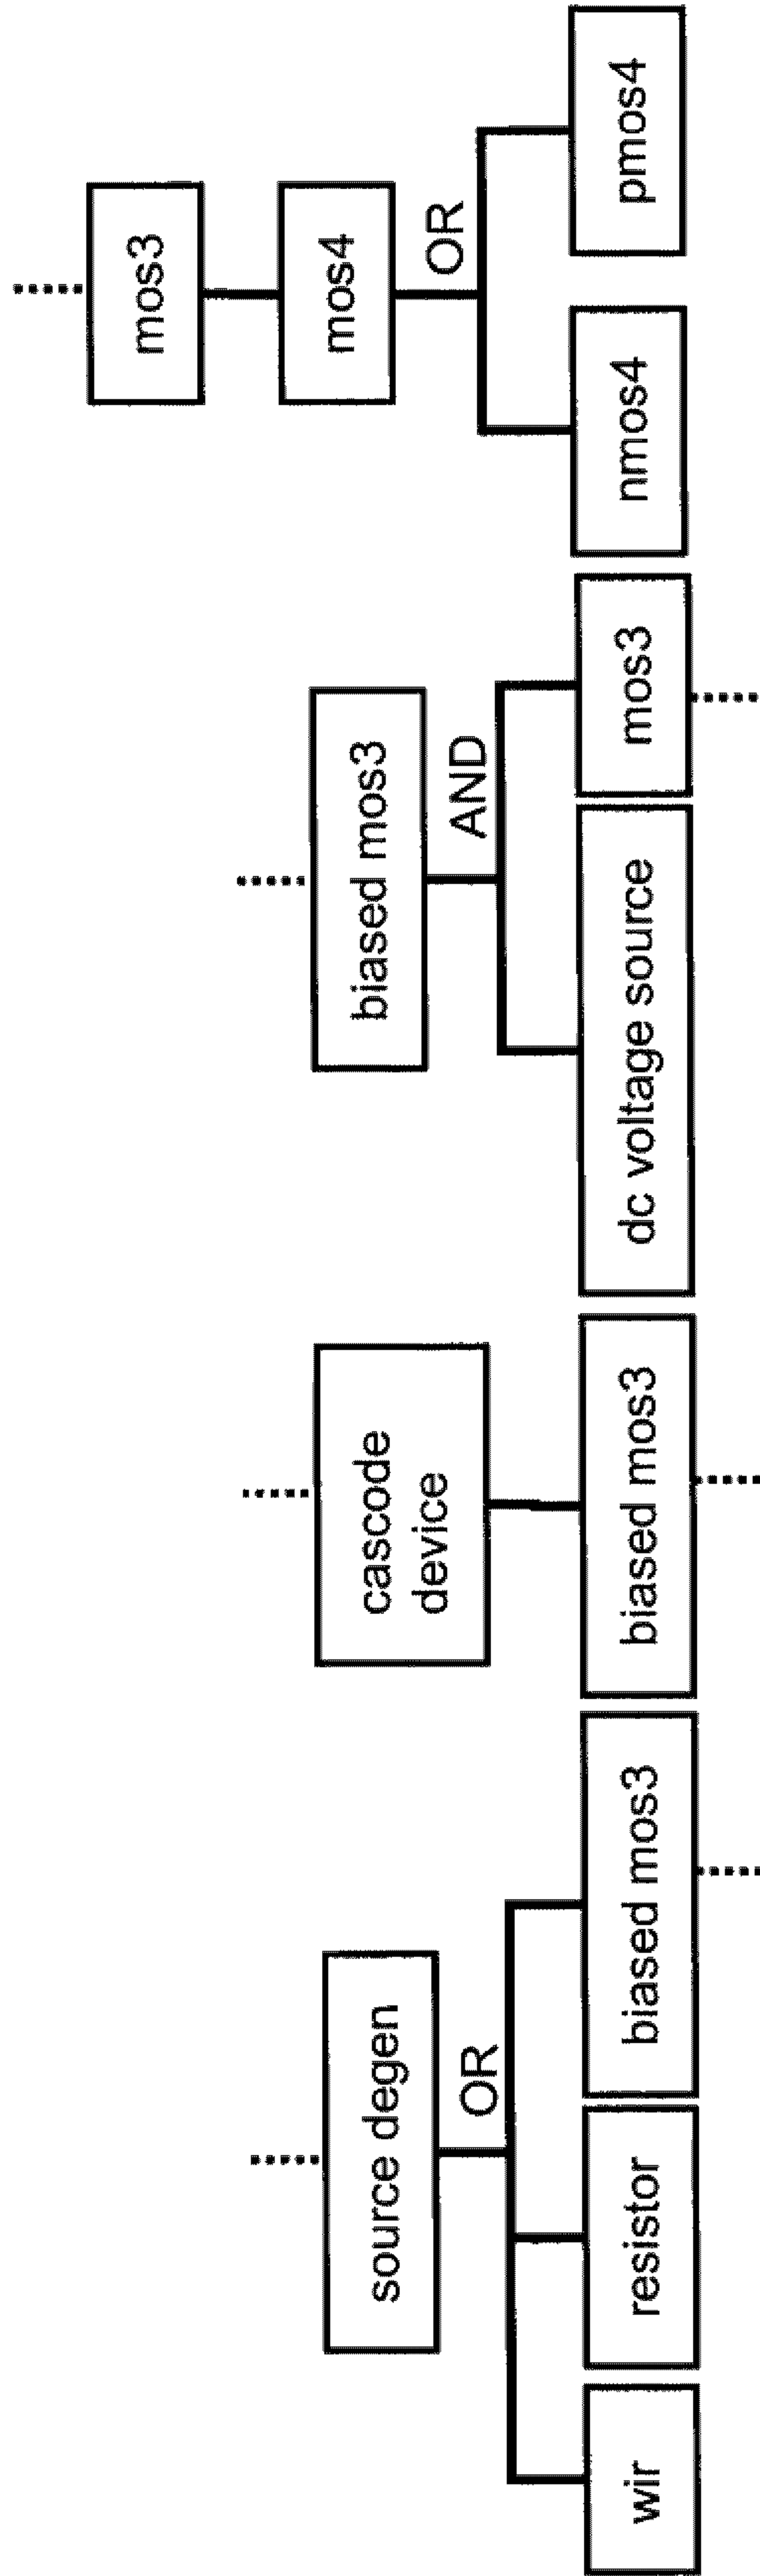 source degen
OR
wir
resistor
biased mos3
cascode
device
biased mos3
biased mos3
AND
dc voltage source
mos3
mos3
mos4
OR
nmos4
pmos4